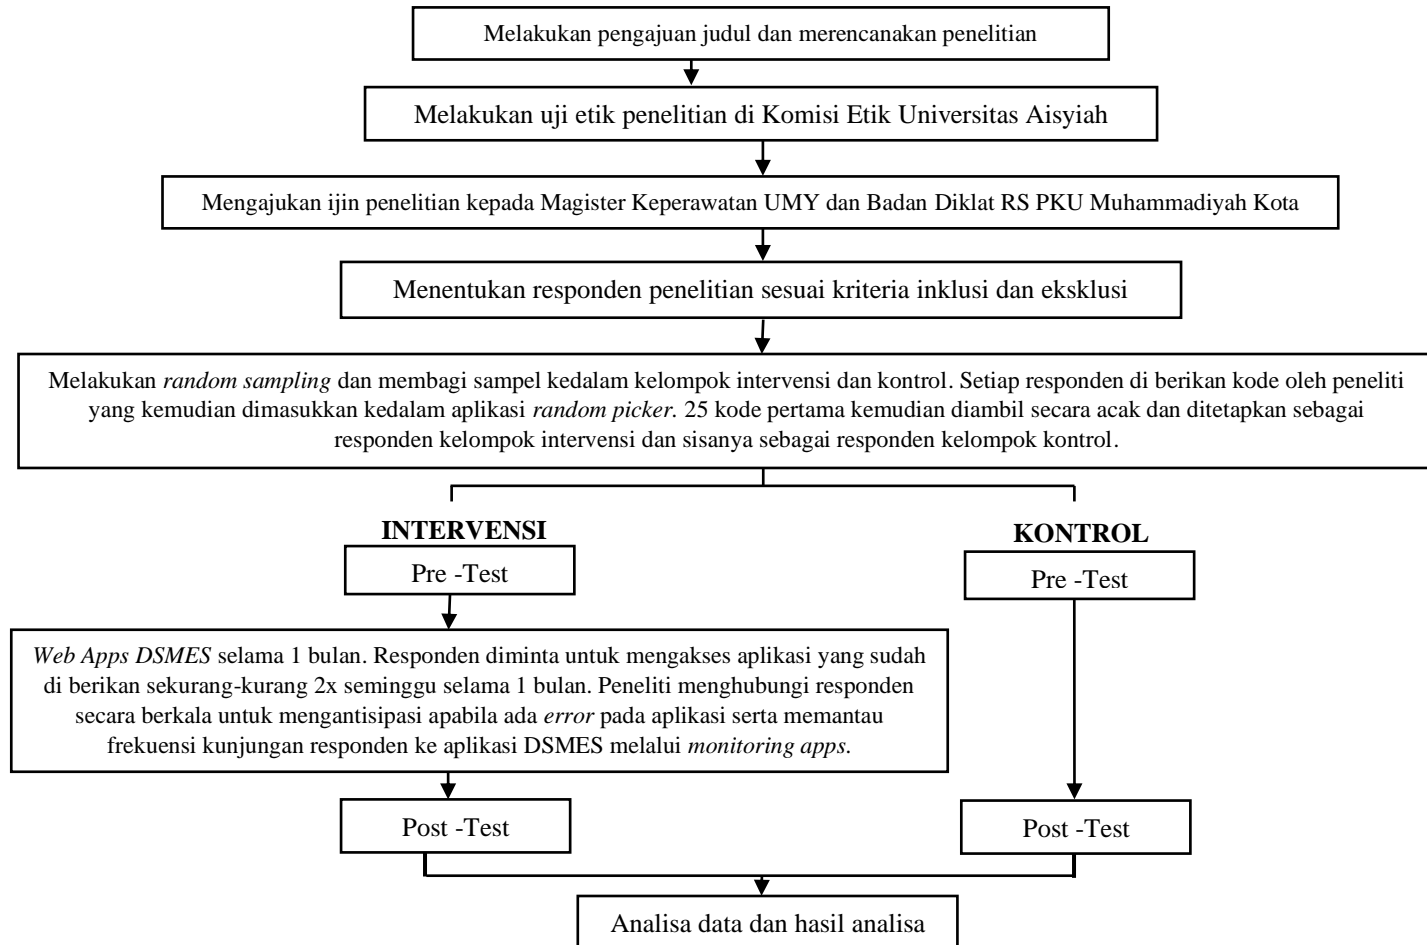 Melakukan pengajuan judul dan merencanakan penelitian
Melakukan uji etik penelitian di Komisi Etik Universitas Aisyiah
Mengajukan ijin penelitian kepada Magister Keperawatan UMY dan Badan Diklat RS PKU Muhammadiyah Kota
Menentukan responden penelitian sesuai kriteria inklusi dan eksklusi
Melakukan random sampling dan membagi sampel kedalam kelompok intervensi dan kontrol. Setiap responden di berikan kode oleh peneliti
yang kemudian dimasukkan kedalam aplikasi random picker. 25 kode pertama kemudian diambil secara acak dan ditetapkan sebagai
responden kelompok intervensi dan sisanya sebagai responden kelompok kontrol.
INTERVENSI
Pre -Test
Web Apps DSMES selama 1 bulan. Responden diminta untuk mengakses aplikasi yang sudah
di berikan sekurang-kurang 2x seminggu selama 1 bulan. Peneliti menghubungi responden
secara berkala untuk mengantisipasi apabila ada error pada aplikasi serta memantau
frekuensi kunjungan responden ke aplikasi DSMES melalui monitoring apps.
Post -Test
KONTROL
Pre -Test
Post -Test
Analisa data dan hasil analisa